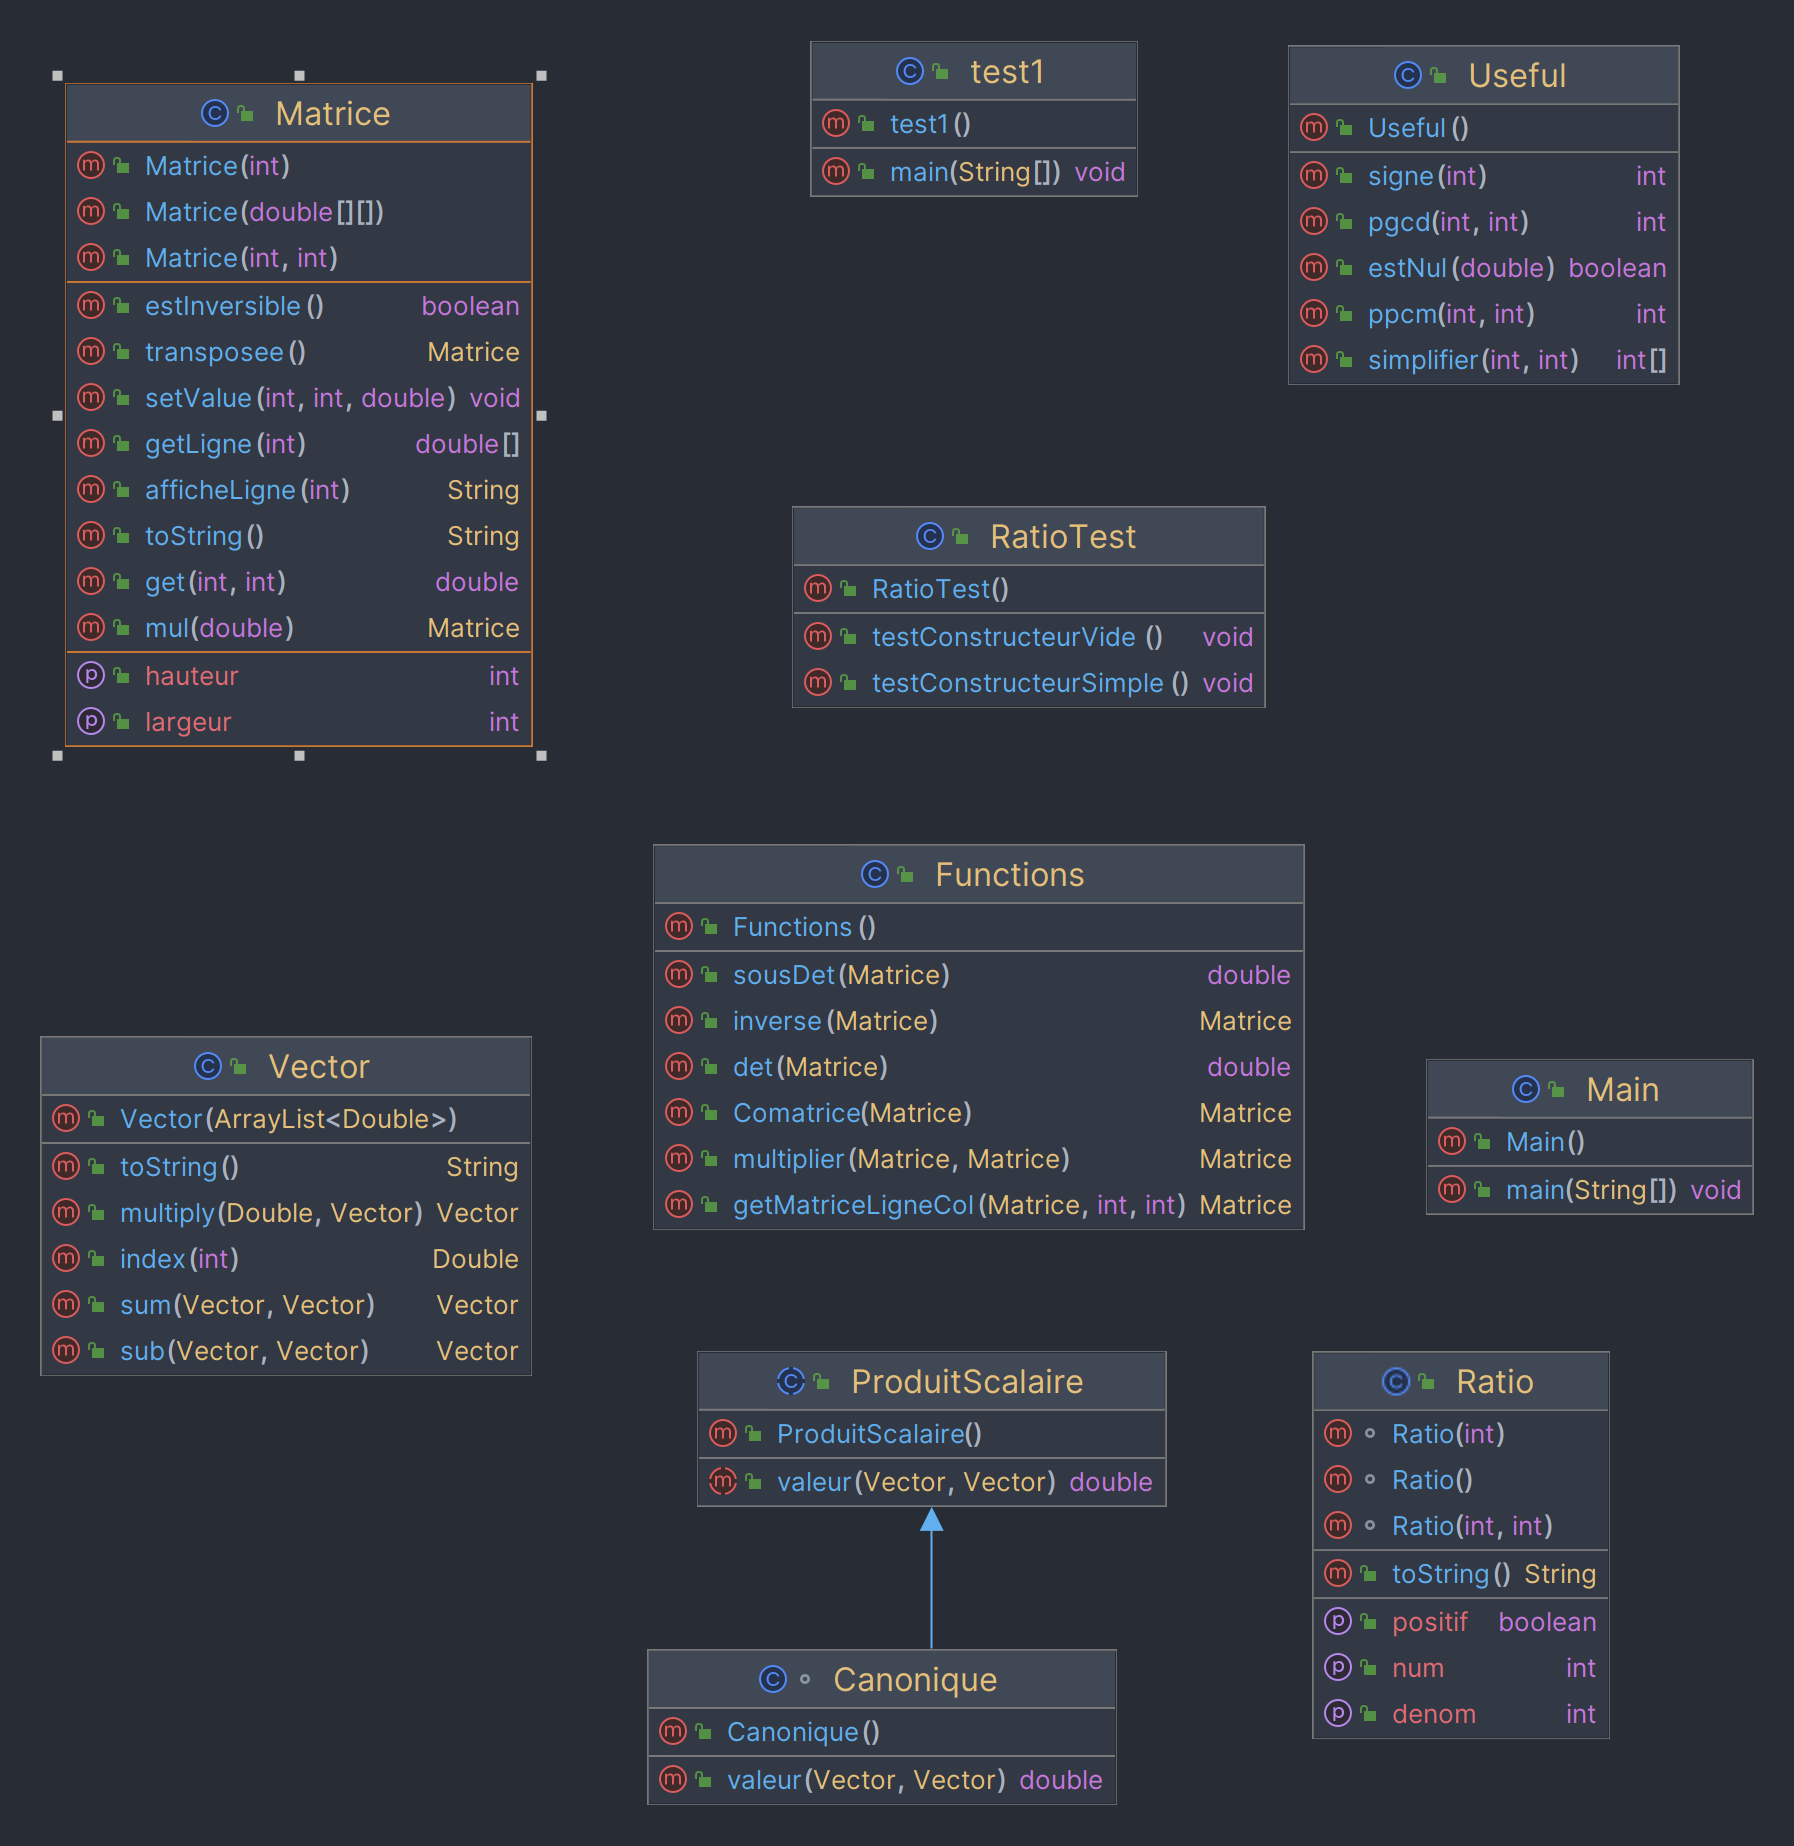 Matrice
Matrice(int)
Matrice(double[][])
Matrice(int, int)
estInversible() boolean
transposee() Matrice
setValue(int, int, double) void
getLigne(int) double[]
afficheLigne(int) String
toString() String
get(int, int) double
mul(double) Matrice
hauteur int
largeur int
test1
test1()
main(String[]) void
Useful
Useful()
signe(int) int
pgcd(int, int) int
estNul(double) boolean
ppcm(int, int) int
simplifier(int, int) int[]
RatioTest
RatioTest()
testConstructeurVide() void
testConstructeurSimple() void
Functions
Functions()
sousDet(Matrice) double
inverse(Matrice) Matrice
det(Matrice) double
Comatrice(Matrice) Matrice
multiplier(Matrice, Matrice) Matrice
getMatriceLigneCol(Matrice, int, int) Matrice
Vector
Vector(ArrayList<Double>)
toString() String
multiply(Double, Vector) Vector
index(int) Double
sum(Vector, Vector) Vector
sub(Vector, Vector) Vector
Main
Main()
main(String[]) void
ProduitScalaire
ProduitScalaire()
valeur(Vector, Vector) double
Ratio
Ratio(int)
Ratio()
Ratio(int, int)
toString() String
positif boolean
num int
denom int
Canonique
Canonique()
valeur(Vector, Vector) double